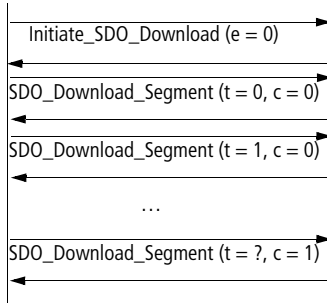 Initiate_SDO_Download (e = 0)
SDO_Download_Segment (t = 0, c = 0)
SDO_Download_Segment (t = 1, c = 0)
…
SDO_Download_Segment (t = ?, c = 1)